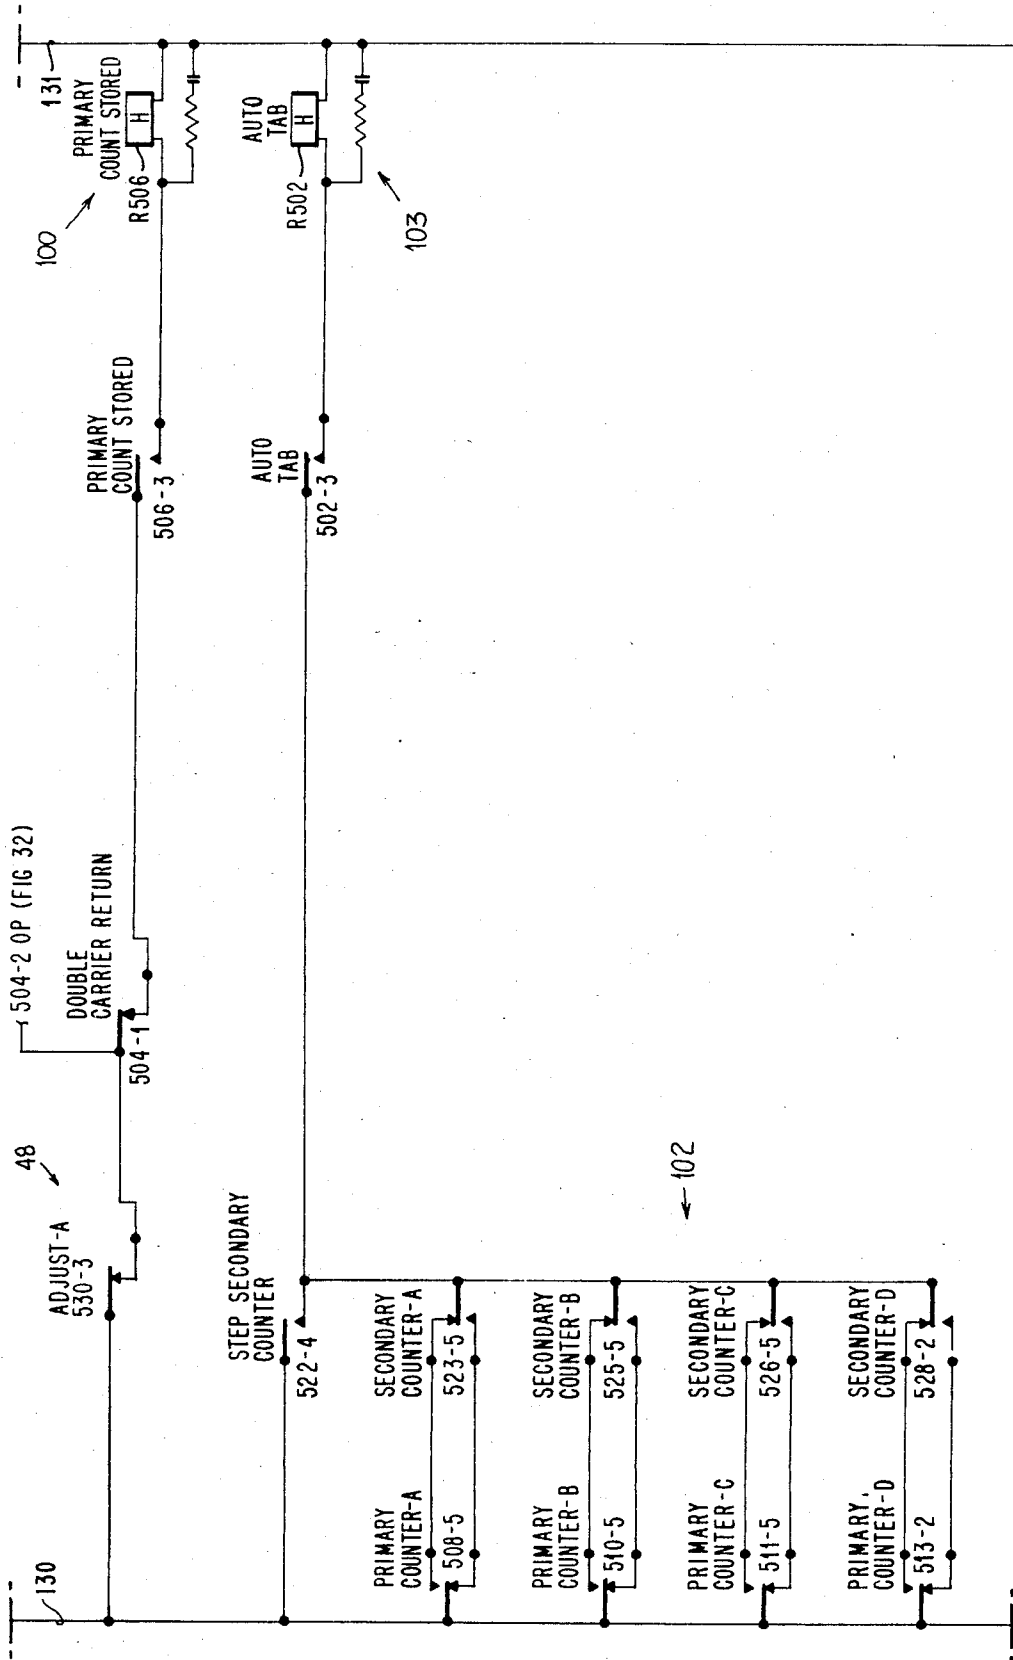 130
131
ADJUST-A
530-3
48
504-2 OP (FIG 32)
DOUBLE
CARRIER RETURN
504-1
PRIMARY
COUNT STORED
506-3
100
PRIMARY
COUNT STORED
R506
H
STEP SECONDARY
COUNTER
522-4
AUTO
TAB
502-3
AUTO
TAB
R502
H
103
PRIMARY
COUNTER-A
508-5
SECONDARY
COUNTER-A
523-5
PRIMARY
COUNTER-B
510-5
SECONDARY
COUNTER-B
525-5
102
PRIMARY
COUNTER-C
511-5
SECONDARY
COUNTER-C
526-5
PRIMARY
COUNTER-D
513-2
SECONDARY
COUNTER-D
528-2